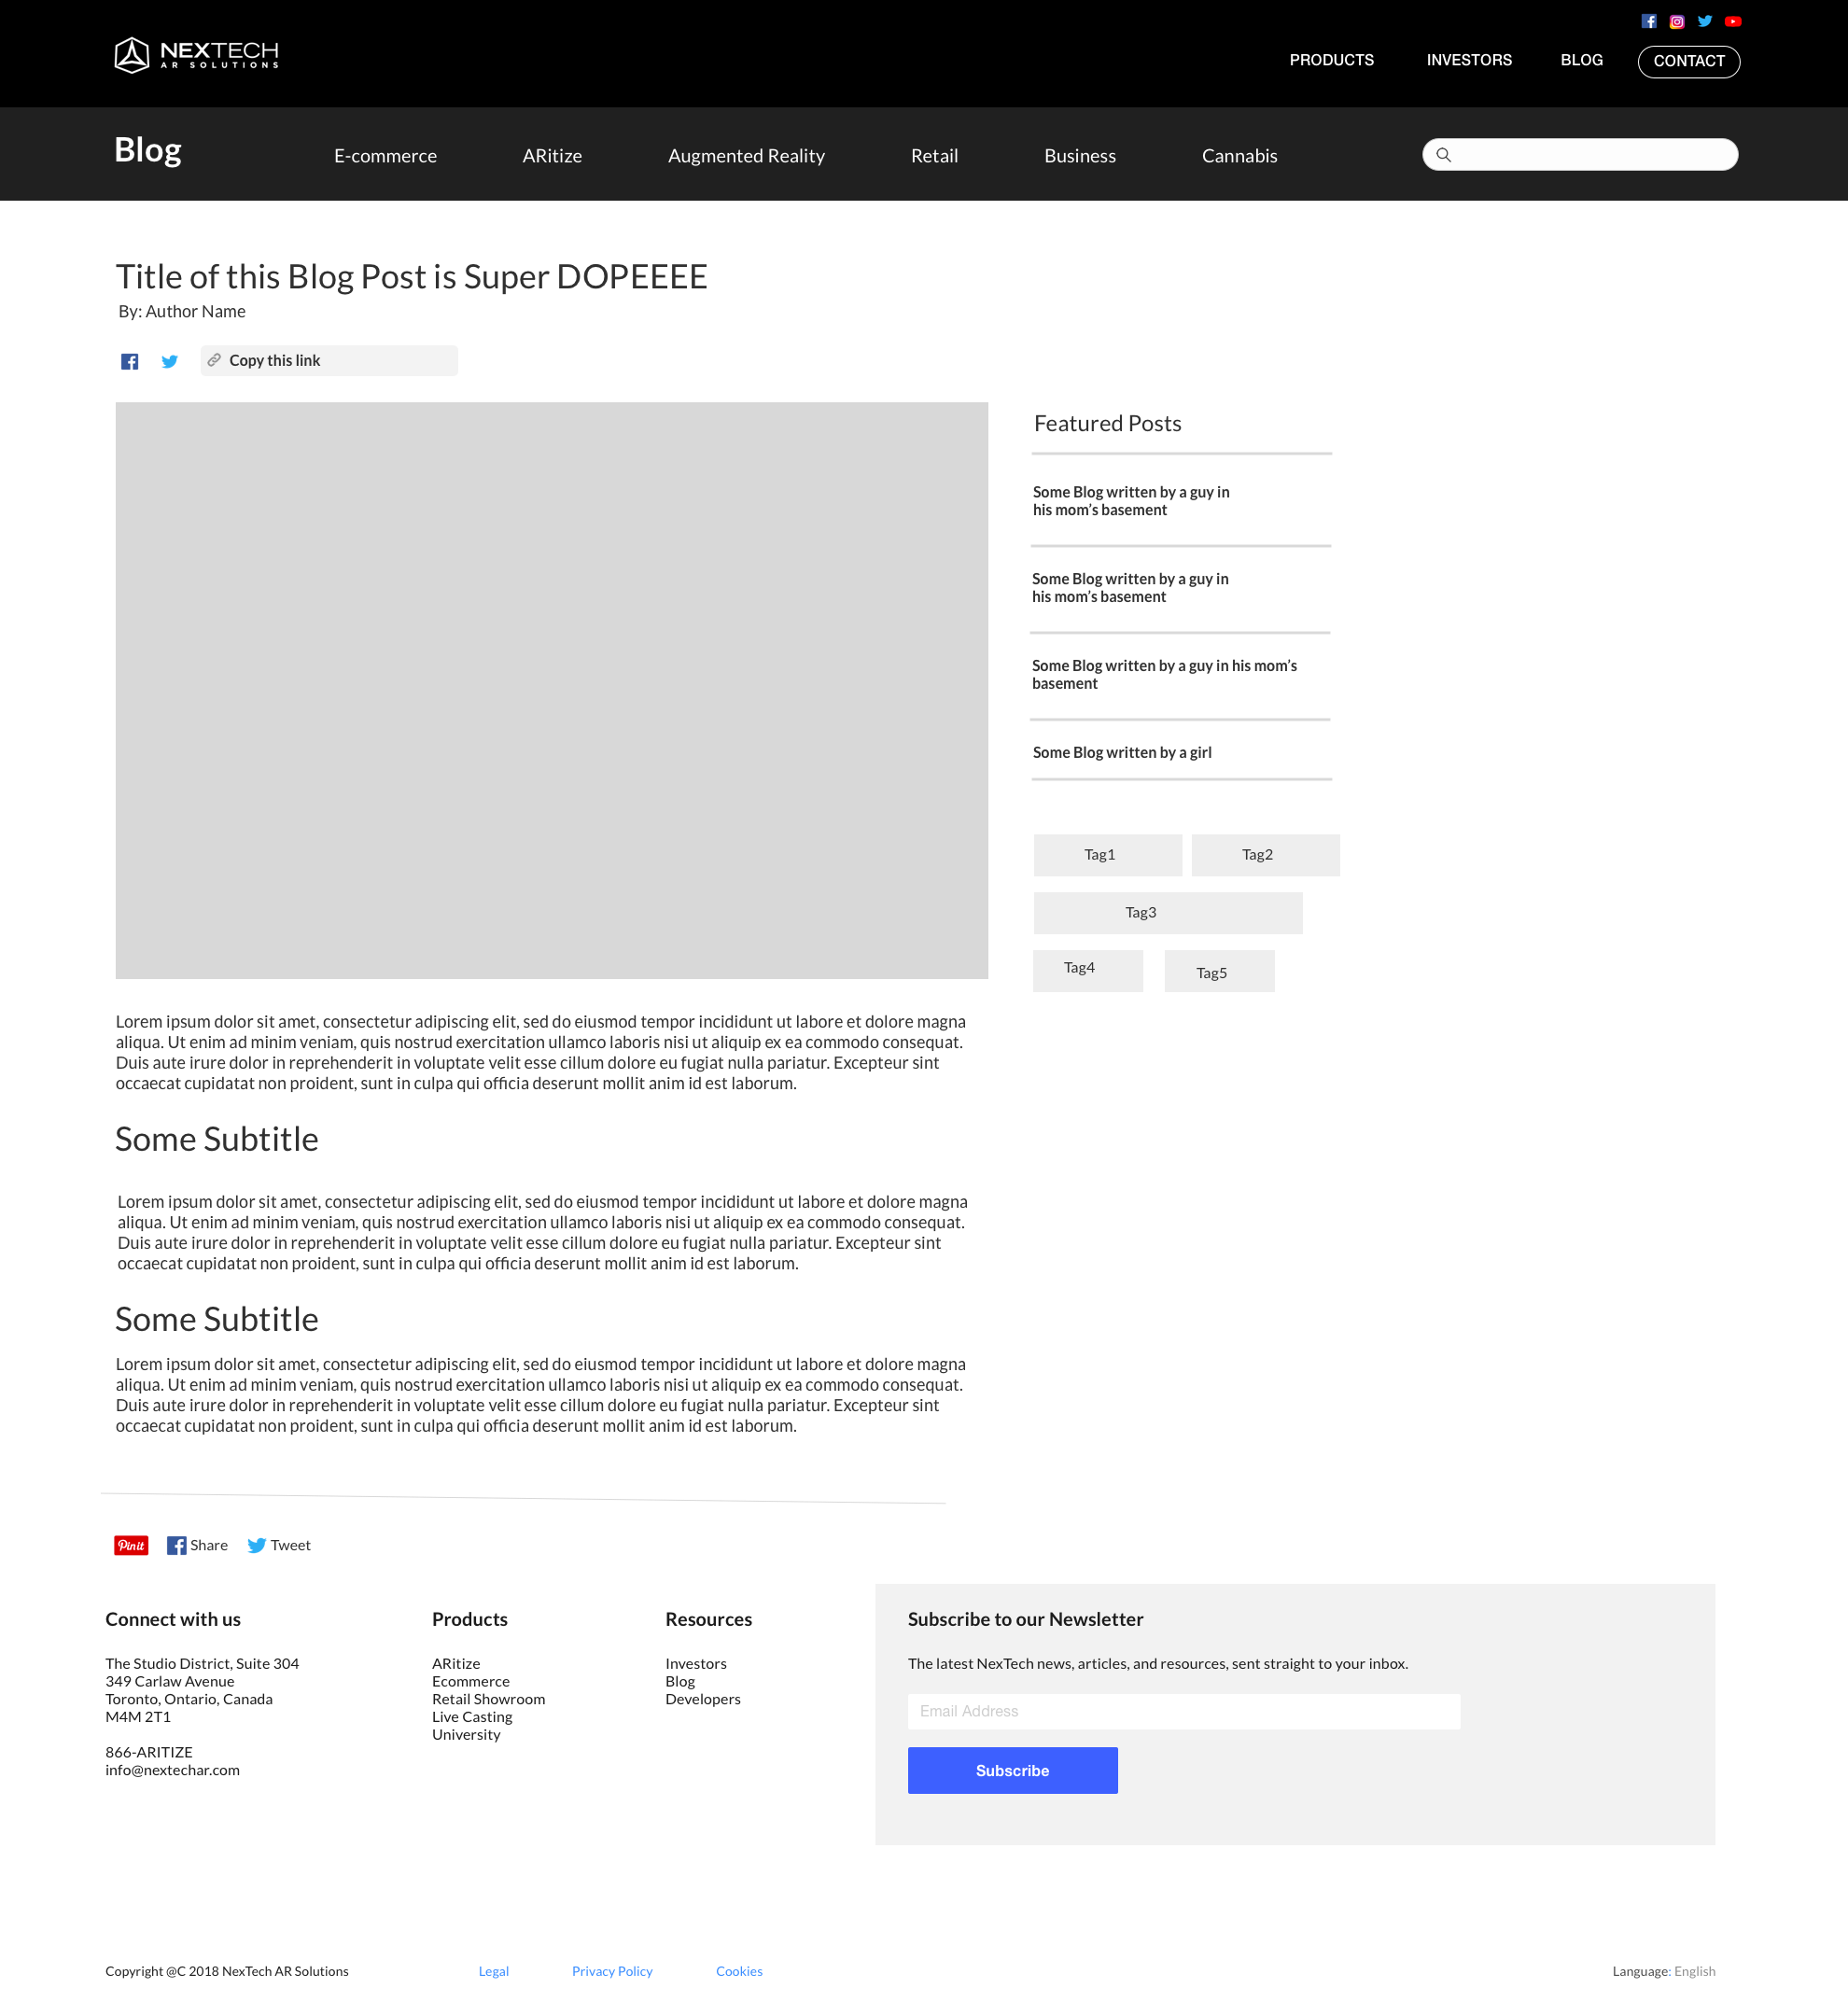 NEXTECH
AR SOLUTIONS
PRODUCTS
INVESTORS
BLOG
CONTACT
Blog
E-commerce
ARitize
Augmented Reality
Retail
Business
Cannabis
Title of this Blog Post is Super DOPEEEE
By: Author Name
Copy this link
Featured Posts
Some Blog written by a guy in
his mom’s basement
Some Blog written by a guy in
his mom’s basement
Some Blog written by a guy in his mom’s
basement
Some Blog written by a girl
Tag1
Tag2
Tag3
Tag4
Tag5
Lorem ipsum dolor sit amet, consectetur adipiscing elit, sed do eiusmod tempor incididunt ut labore et dolore magna
aliqua. Ut enim ad minim veniam, quis nostrud exercitation ullamco laboris nisi ut aliquip ex ea commodo consequat.
Duis aute irure dolor in reprehenderit in voluptate velit esse cillum dolore eu fugiat nulla pariatur. Excepteur sint
occaecat cupidatat non proident, sunt in culpa qui officia deserunt mollit anim id est laborum.
Some Subtitle
Lorem ipsum dolor sit amet, consectetur adipiscing elit, sed do eiusmod tempor incididunt ut labore et dolore magna
aliqua. Ut enim ad minim veniam, quis nostrud exercitation ullamco laboris nisi ut aliquip ex ea commodo consequat.
Duis aute irure dolor in reprehenderit in voluptate velit esse cillum dolore eu fugiat nulla pariatur. Excepteur sint
occaecat cupidatat non proident, sunt in culpa qui officia deserunt mollit anim id est laborum.
Some Subtitle
Lorem ipsum dolor sit amet, consectetur adipiscing elit, sed do eiusmod tempor incididunt ut labore et dolore magna
aliqua. Ut enim ad minim veniam, quis nostrud exercitation ullamco laboris nisi ut aliquip ex ea commodo consequat.
Duis aute irure dolor in reprehenderit in voluptate velit esse cillum dolore eu fugiat nulla pariatur. Excepteur sint
occaecat cupidatat non proident, sunt in culpa qui officia deserunt mollit anim id est laborum.
Pinit
Share
Tweet
Connect with us
The Studio District, Suite 304
349 Carlaw Avenue
Toronto, Ontario, Canada
M4M 2T1
866-ARITIZE
info@nextechar.com
Products
ARitize
Ecommerce
Retail Showroom
Live Casting
University
Resources
Investors
Blog
Developers
Subscribe to our Newsletter
The latest NexTech news, articles, and resources, sent straight to your inbox.
Email Address
Subscribe
Copyright @C 2018 NexTech AR Solutions
Legal
Privacy Policy
Cookies
Language: English